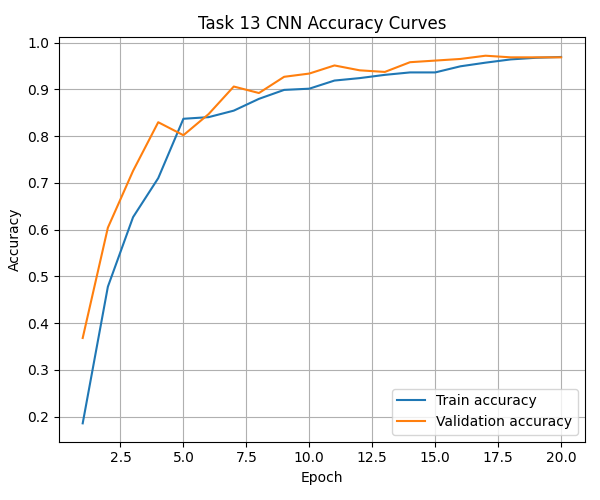 Task 13 CNN Accuracy Curves
1.0
0.9
0.8
0.7
0.6
0.5
0.4
0.3
0.2
Accuracy
Train accuracy
Validation accuracy
2.5 5.0 7.5 10.0 12.5 15.0 17.5 20.0
Epoch